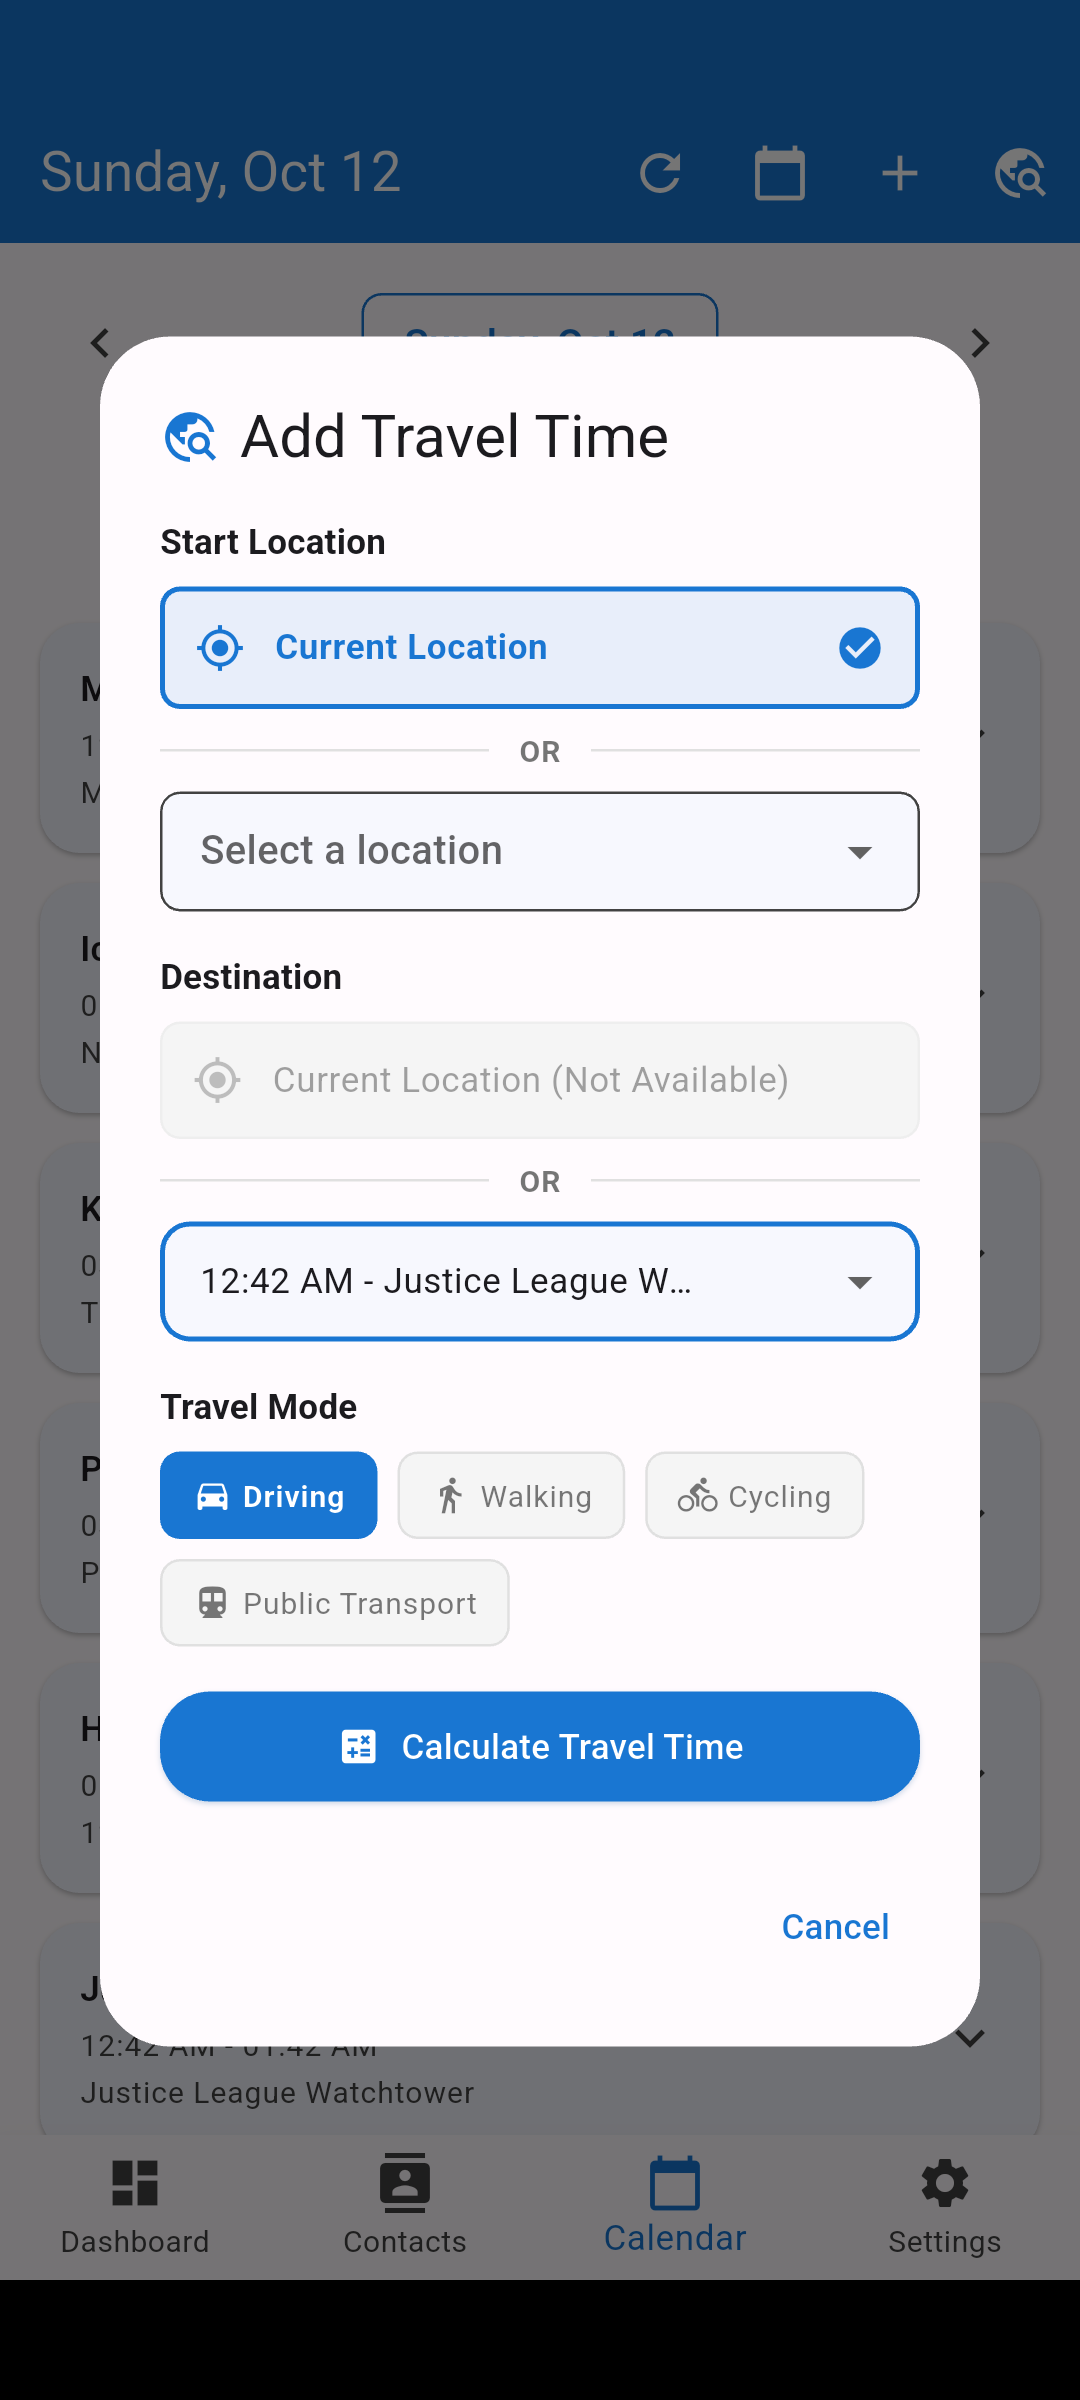 Sunday, Oct 12
Add Travel Time
Start Location
Current Location
OR
Select a location
Destination
Current Location (Not Available)
OR
12:42 AM - Justice League W...
Travel Mode
Driving
Walking
Cycling
Public Transport
Calculate Travel Time
Cancel
12:42 AM - 01:42 AM
Justice League Watchtower
Dashboard
Contacts
Calendar
Settings